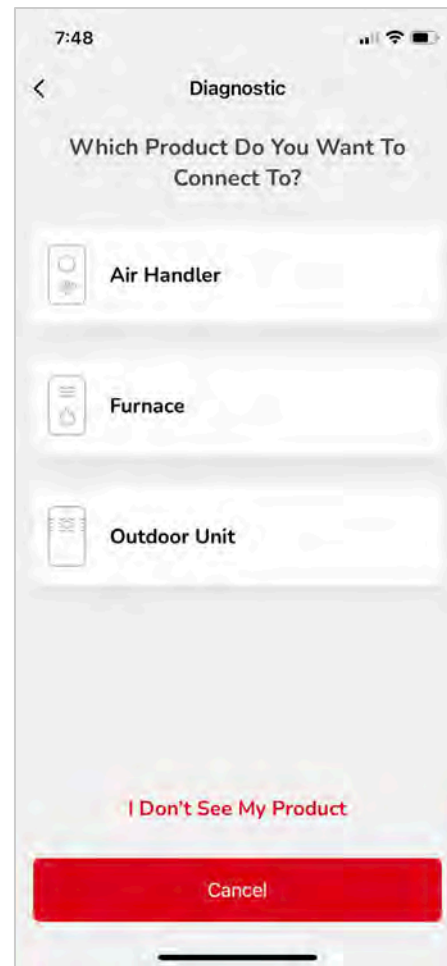 7:48
Diagnostic
Which Product Do You Want To
Connect To?
Air Handler
Furnace
Outdoor Unit
I Don't See My Product
Cancel